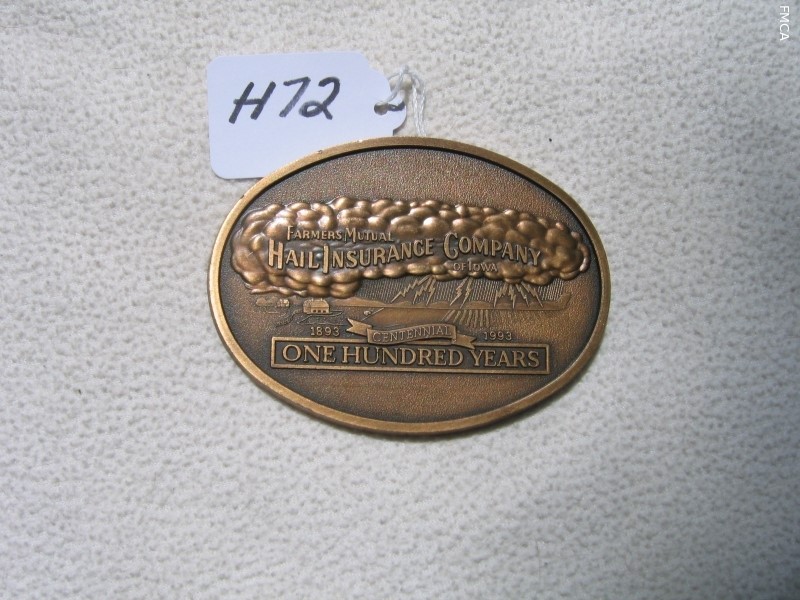 FMCA
H72
FARMERS MUTUAL
HAIL INSURANCE COMPANY
OF IOWA
1893 CENTENNIAL 1993
ONE HUNDRED YEARS